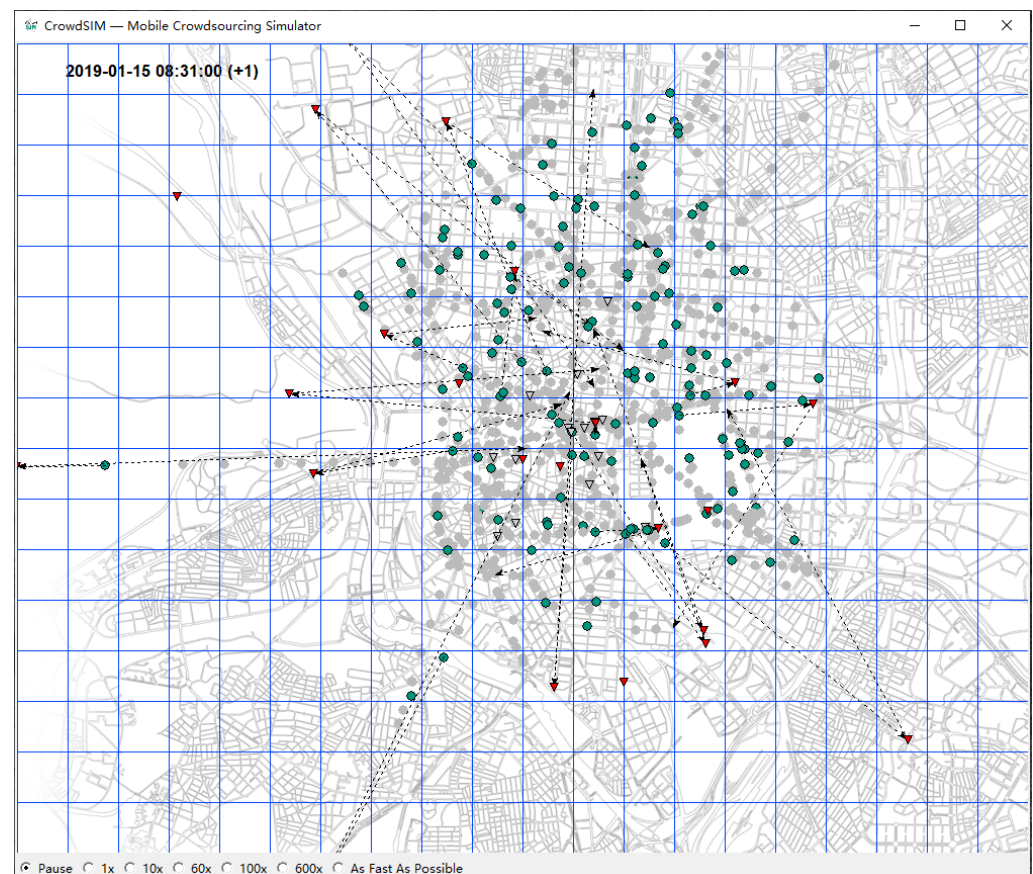 CrowdSIM — Mobile Crowdsourcing Simulator
2019-01-15 08:31:00 (+1)
Pause 1x 10x 60x 100x 600x As Fast As Possible